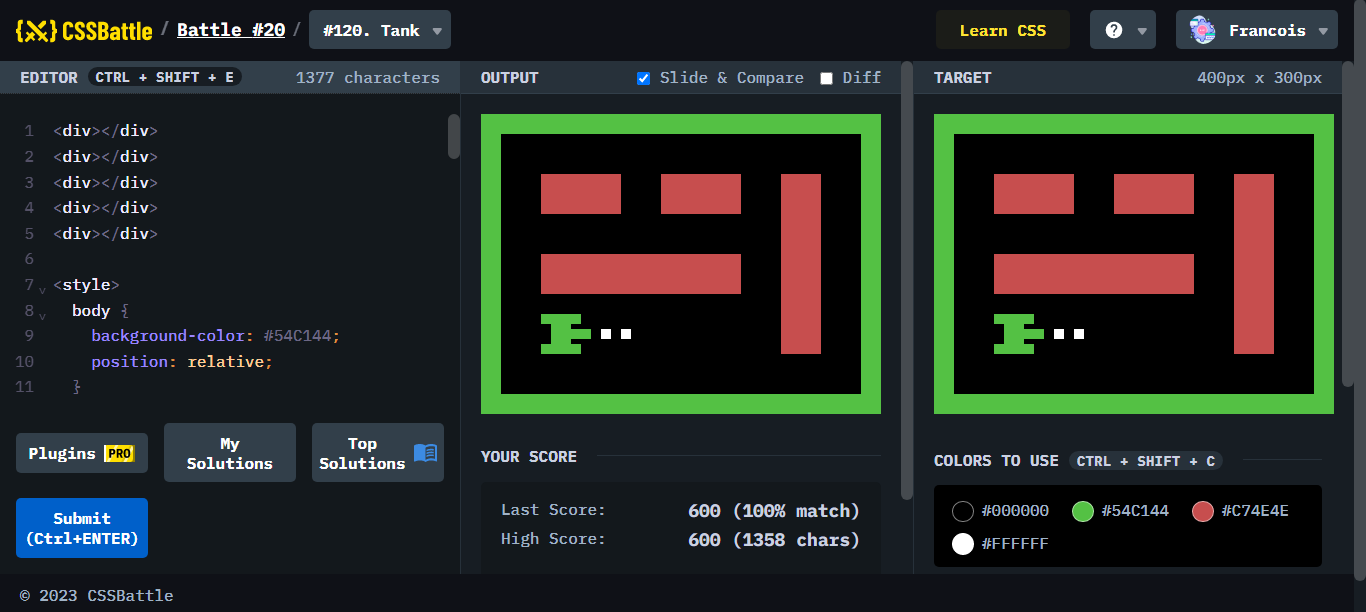 {X} CSSBattle / Battle #20 / #120. Tank Learn CSS ? Francois
EDITOR CTRL + SHIFT + E 1377 characters
OUTPUT Slide & Compare Diff
TARGET 400px x 300px
1 <div></div>
2 <div></div>
3 <div></div>
4 <div></div>
5 <div></div>
6
7 <style>
8 body {
9 background-color: #54C144;
10 position: relative;
11 }
Plugins PRO
My Solutions
Top Solutions
Submit
(Ctrl+ENTER)
YOUR SCORE
Last Score: 600 (100% match)
High Score: 600 (1358 chars)
COLORS TO USE CTRL + SHIFT + C
#000000 #54C144 #C74E4E
#FFFFFF
© 2023 CSSBattle